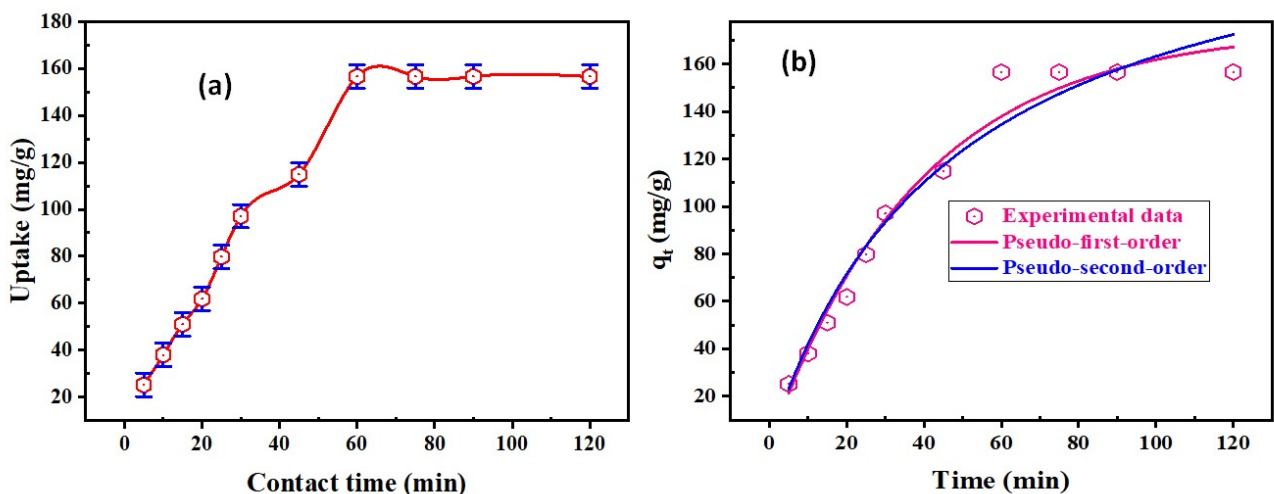 (a)
Uptake (mg/g)
180
160
140
120
100
80
60
40
20
0 20 40 60 80 100 120
Contact time (min)
(b)
qt (mg/g)
160
140
120
100
80
60
40
20
Experimental data
Pseudo-first-order
Pseudo-second-order
0 20 40 60 80 100 120
Time (min)